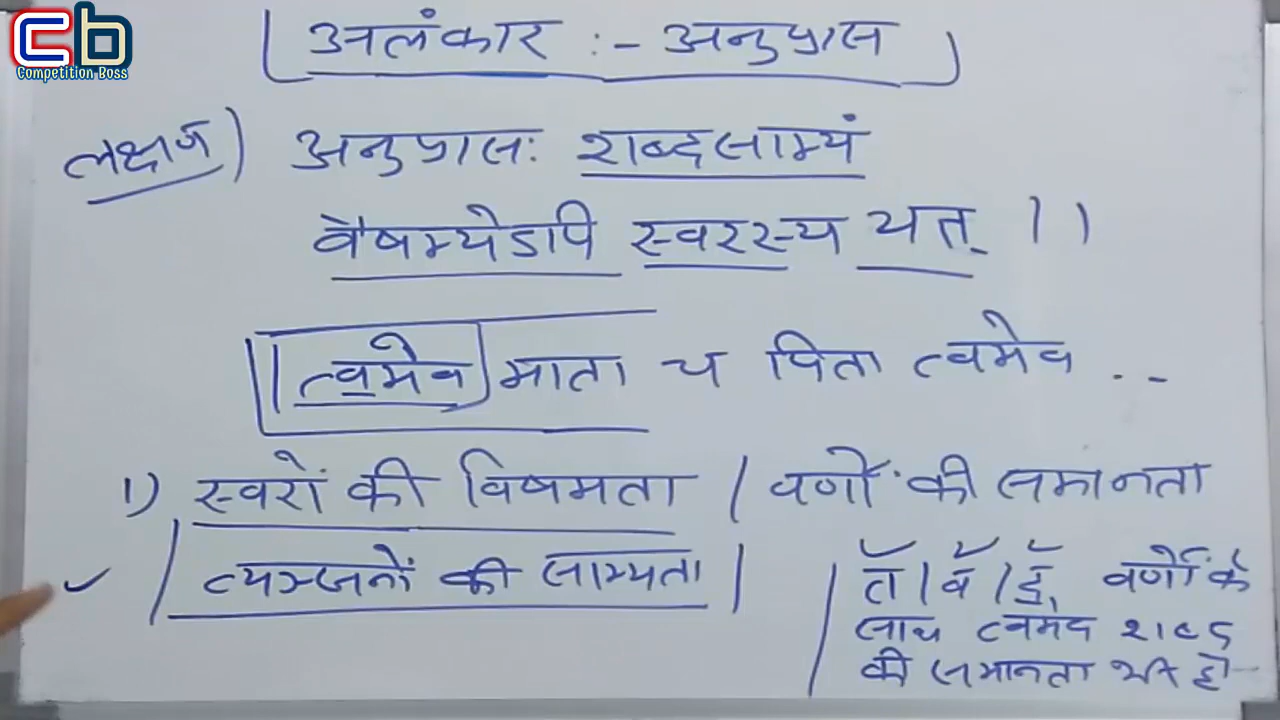 cb
Competition Boss
अलंकार :- अनुप्रास
लक्षण) अनुप्रासः शब्दसाम्यं
वैषम्येऽपि स्वरस्य यत् ।।
त्वमेव माता च पिता त्वमेव . --
1) स्वरों की विषमता / वर्णों की समानता
व्यञ्जनों की साम्यता
वर्णों के
साथ त्वमेव शब्द
की समानता भी है